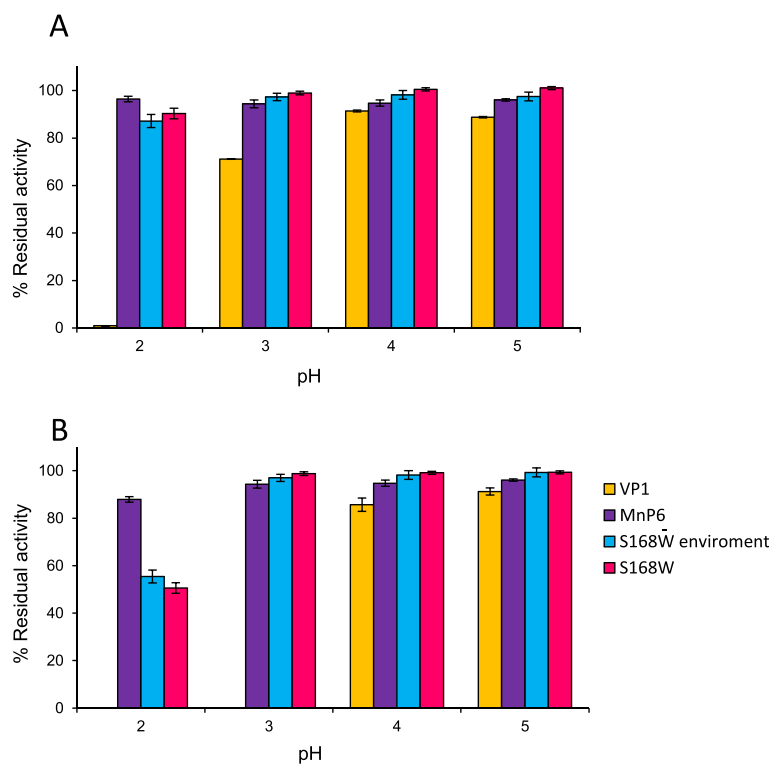 A
100
80
60
40
20
0
% Residual activity
2 3 4 5
pH
B
100
80
60
40
20
0
% Residual activity
2 3 4 5
pH
VP1
MnP6
S168W enviroment
S168W